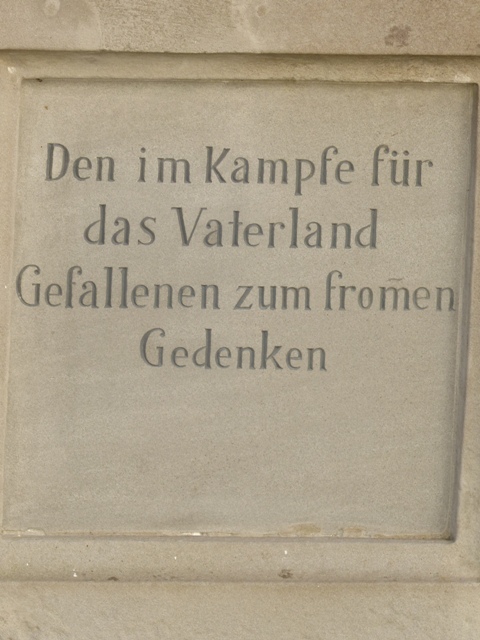 Den im Kampfe für
das Vaterland
Gefallenen zum from̃en
Gedenken